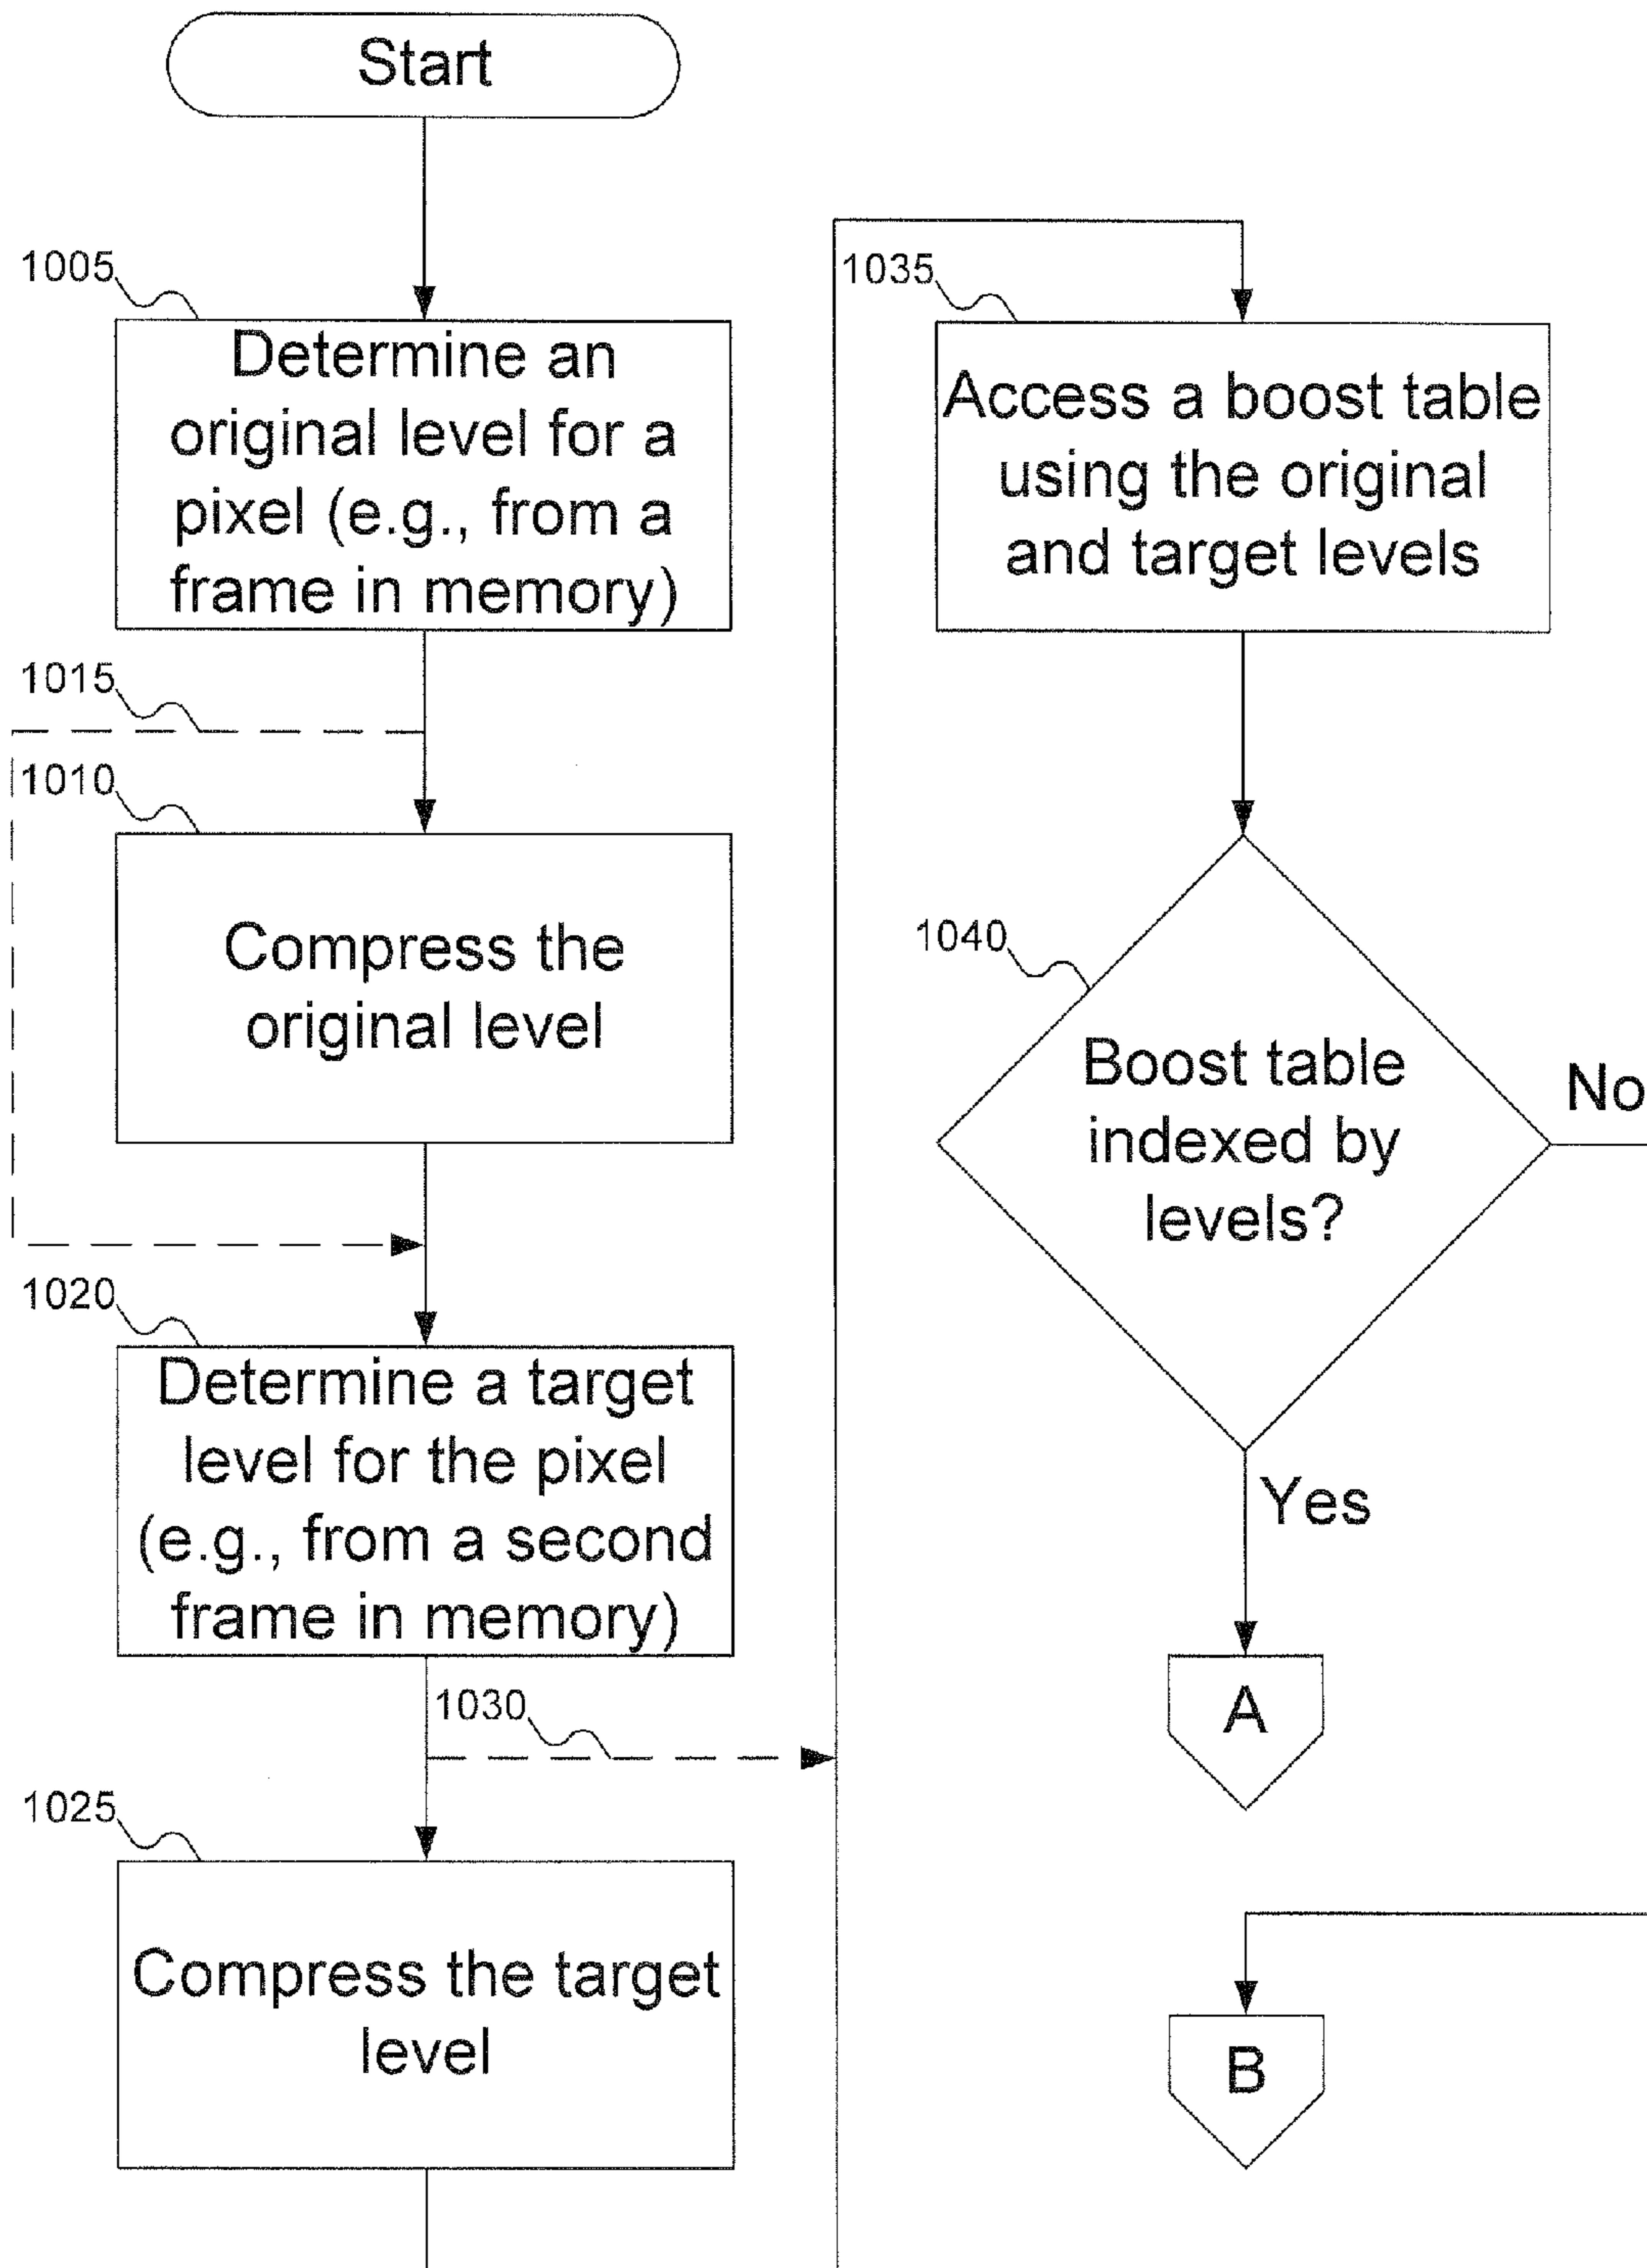 Start
1005
Determine an
original level for a
pixel (e.g., from a
frame in memory)
1015
1010
Compress the
original level
1020
Determine a target
level for the pixel
(e.g., from a second
frame in memory)
1030
1025
Compress the target
level
1035
Access a boost table
using the original
and target levels
1040
Boost table
indexed by
levels?
No
Yes
A
B